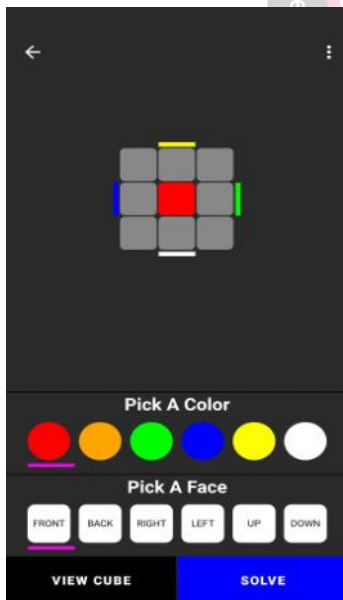 Pick A Color
Pick A Face
FRONT BACK RIGHT LEFT UP DOWN
VIEW CUBE SOLVE